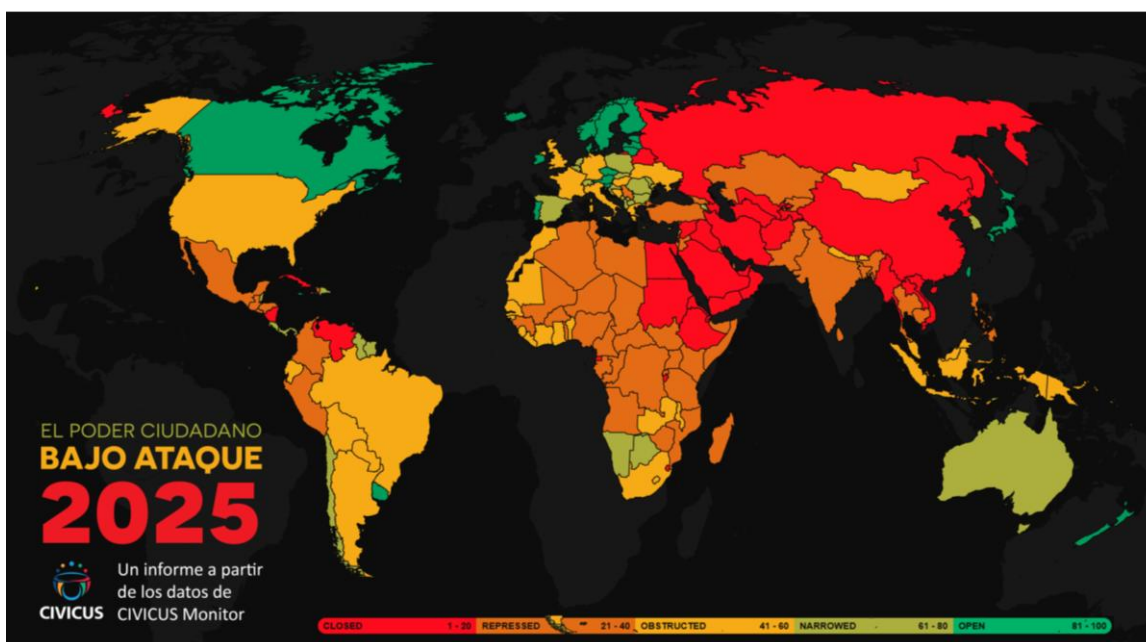 EL PODER CIUDADANO
BAJO ATAQUE
2025
CIVICUS
Un informe a partir
de los datos de
CIVICUS Monitor
CLOSED 1 - 20 REPRESSED 21 - 40 OBSTRUCTED 41 - 60 NARROWED 61 - 80 OPEN 81 - 100